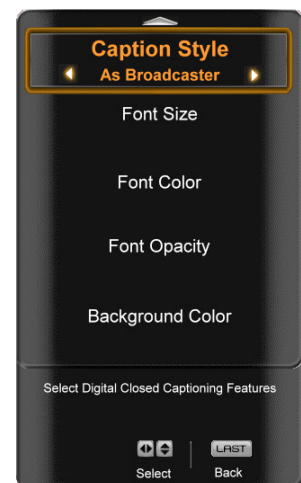 Caption Style
As Broadcaster
Font Size
Font Color
Font Opacity
Background Color
Select Digital Closed Captioning Features
LAST
Select Back